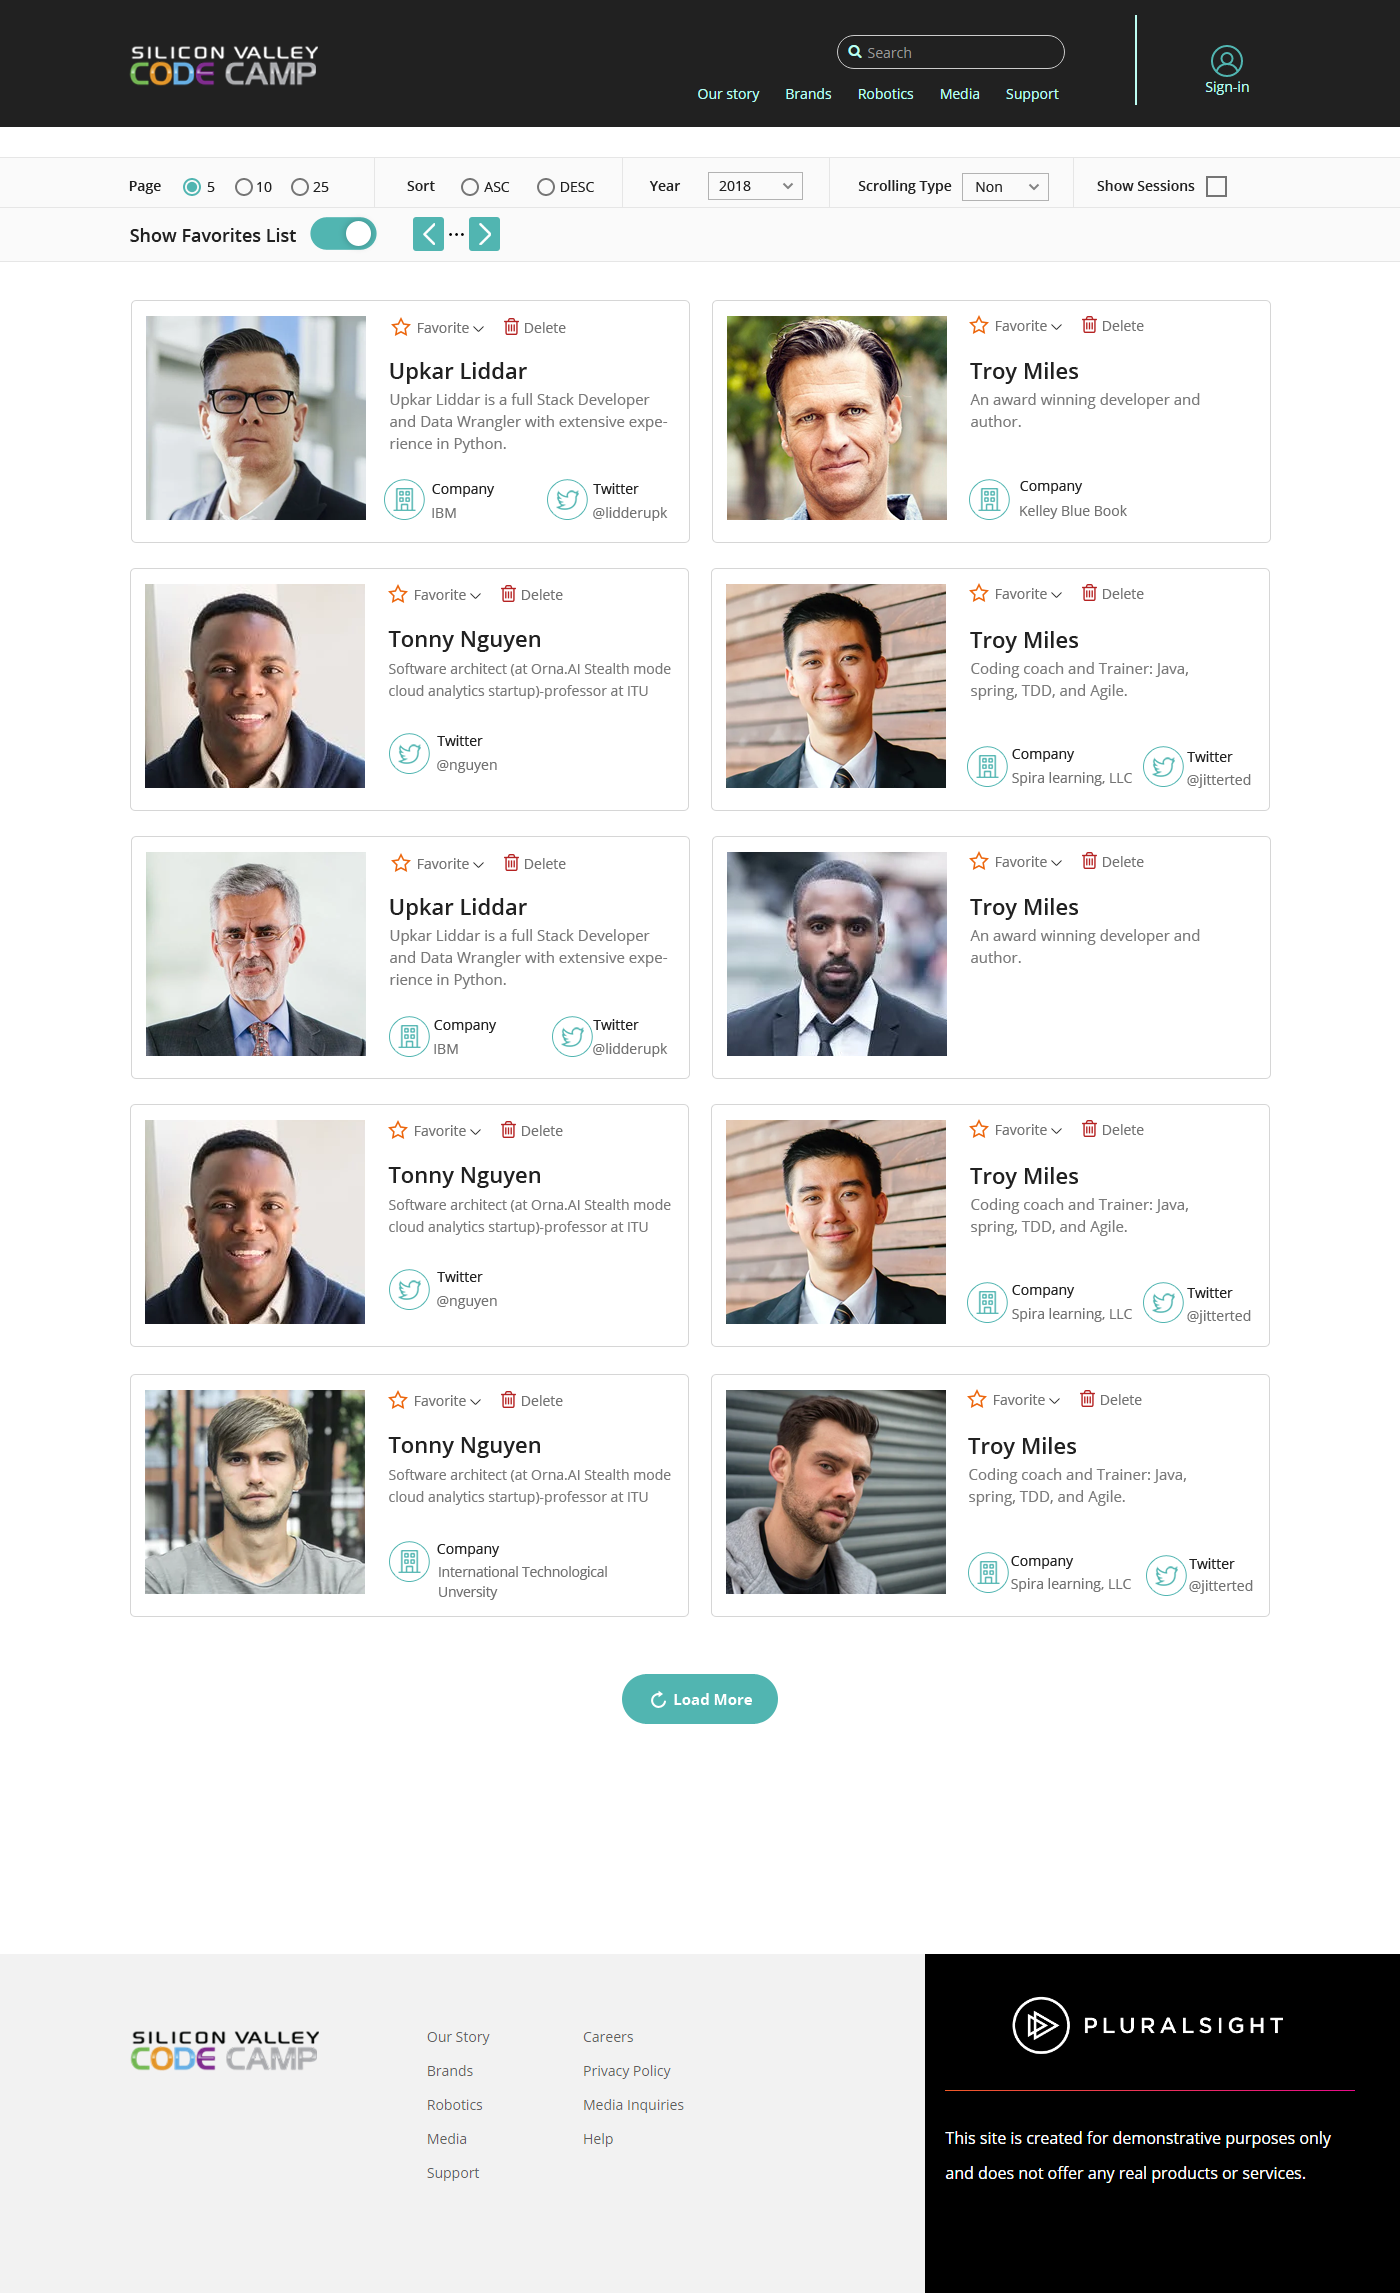 SILICON VALLEY
CODE CAMP
Search
Our story Brands Robotics Media Support
Sign-in
Page 5 10 25 Sort ASC DESC Year 2018 Scrolling Type Non Show Sessions
Show Favorites List ...
Favorite Delete
Upkar Liddar
Upkar Liddar is a full Stack Developer
and Data Wrangler with extensive expe-
rience in Python.
Company Twitter
IBM @lidderupk
Favorite Delete
Troy Miles
An award winning developer and
author.
Company
Kelley Blue Book
Favorite Delete
Tonny Nguyen
Software architect (at Orna.AI Stealth mode
cloud analytics startup)-professor at ITU
Twitter
@nguyen
Favorite Delete
Troy Miles
Coding coach and Trainer: Java,
spring, TDD, and Agile.
Company Twitter
Spira learning, LLC @jitterted
Favorite Delete
Upkar Liddar
Upkar Liddar is a full Stack Developer
and Data Wrangler with extensive expe-
rience in Python.
Company Twitter
IBM @lidderupk
Favorite Delete
Troy Miles
An award winning developer and
author.
Favorite Delete
Tonny Nguyen
Software architect (at Orna.AI Stealth mode
cloud analytics startup)-professor at ITU
Twitter
@nguyen
Favorite Delete
Troy Miles
Coding coach and Trainer: Java,
spring, TDD, and Agile.
Company Twitter
Spira learning, LLC @jitterted
Favorite Delete
Tonny Nguyen
Software architect (at Orna.AI Stealth mode
cloud analytics startup)-professor at ITU
Company
International Technological
Unversity
Favorite Delete
Troy Miles
Coding coach and Trainer: Java,
spring, TDD, and Agile.
Company Twitter
Spira learning, LLC @jitterted
Load More
SILICON VALLEY
CODE CAMP
Our Story
Brands
Robotics
Media
Support
Careers
Privacy Policy
Media Inquiries
Help
PLURALSIGHT
This site is created for demonstrative purposes only
and does not offer any real products or services.